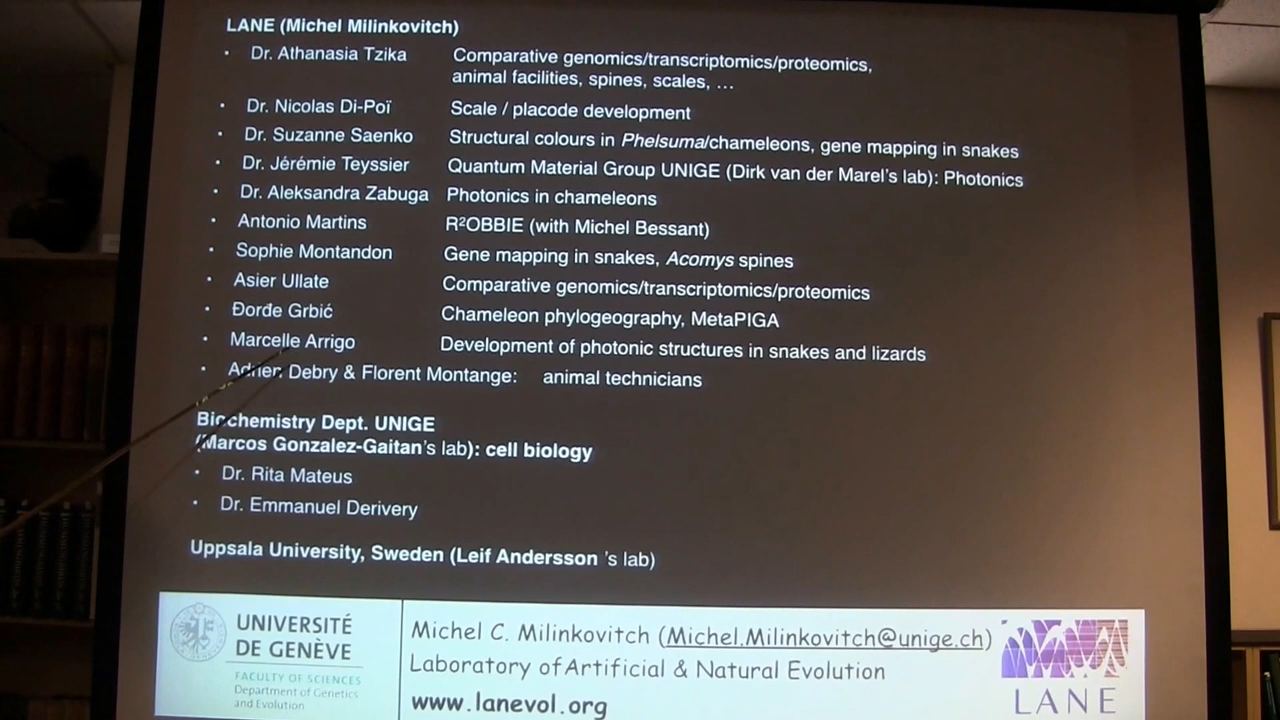 LANE (Michel Milinkovitch)
• Dr. Athanasia Tzika Comparative genomics/transcriptomics/proteomics,
animal facilities, spines, scales, …
• Dr. Nicolas Di-Poï Scale / placode development
• Dr. Suzanne Saenko Structural colours in Phelsuma/chameleons, gene mapping in snakes
• Dr. Jérémie Teyssier Quantum Material Group UNIGE (Dirk van der Marel's lab): Photonics
• Dr. Aleksandra Zabuga Photonics in chameleons
• Antonio Martins R²OBBIE (with Michel Bessant)
• Sophie Montandon Gene mapping in snakes, Acomys spines
• Asier Ullate Comparative genomics/transcriptomics/proteomics
• Đorđe Grbić Chameleon phylogeography, MetaPIGA
• Marcelle Arrigo Development of photonic structures in snakes and lizards
• Adrien Debry & Florent Montange: animal technicians
Biochemistry Dept. UNIGE
(Marcos Gonzalez-Gaitan's lab): cell biology
• Dr. Rita Mateus
• Dr. Emmanuel Derivery
Uppsala University, Sweden (Leif Andersson 's lab)
UNIVERSITÉ
DE GENÈVE
FACULTY OF SCIENCES
Department of Genetics
and Evolution
Michel C. Milinkovitch (Michel.Milinkovitch@unige.ch)
Laboratory of Artificial & Natural Evolution
www.lanevol.org
LANE